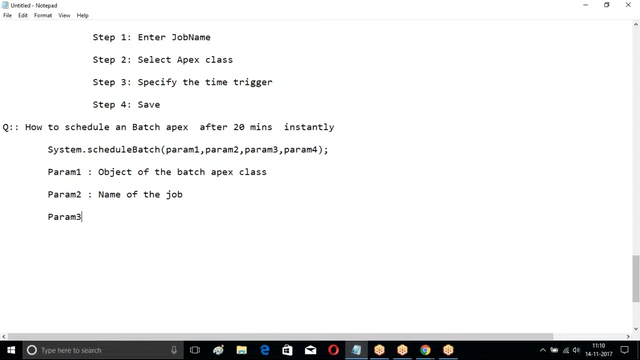 Untitled - Notepad
File Edit Format View Help
Step 1: Enter JobName
Step 2: Select Apex class
Step 3: Specify the time trigger
Step 4: Save
Q:: How to schedule an Batch apex after 20 mins instantly
System.scheduleBatch(param1,param2,param3,param4);
Param1 : Object of the batch apex class
Param2 : Name of the job
Param3
Type here to search
11:10
14-11-2017